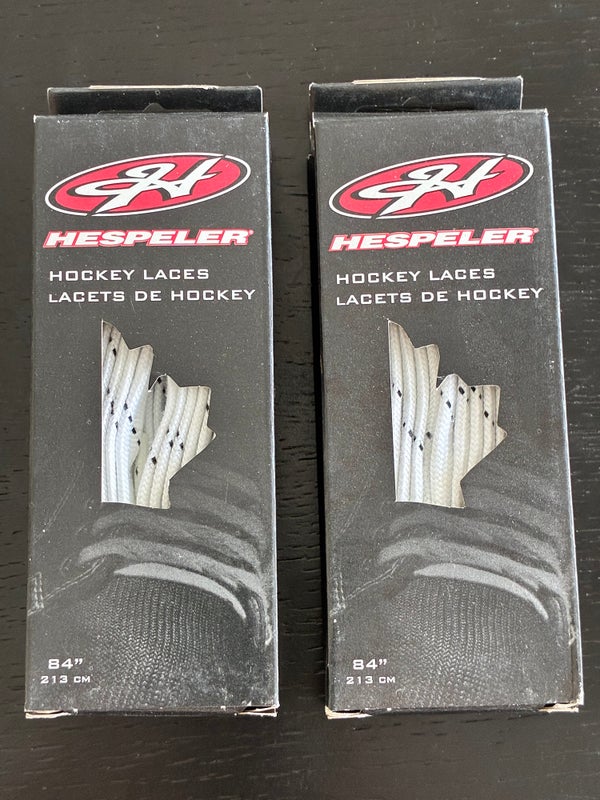 H
HESPELER
HOCKEY LACES
LACETS DE HOCKEY
84”
213 CM
H
HESPELER
HOCKEY LACES
LACETS DE HOCKEY
84”
213 CM